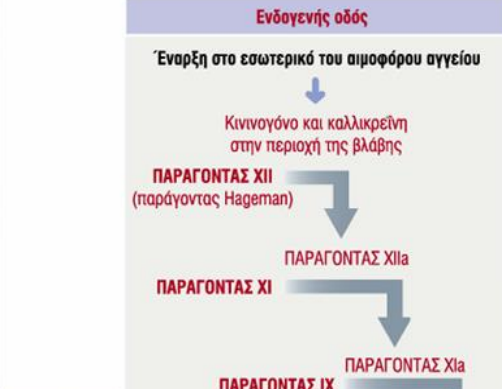 Ενδογενής οδός
Έναρξη στο εσωτερικό του αιμοφόρου αγγείου
Κινινογόνο και καλλικρεΐνη
στην περιοχή της βλάβης
ΠΑΡΑΓΟΝΤΑΣ XII
(παράγοντας Hageman)
ΠΑΡΑΓΟΝΤΑΣ XIIa
ΠΑΡΑΓΟΝΤΑΣ XI
ΠΑΡΑΓΟΝΤΑΣ XIa
ΠΑΡΑΓΟΝΤΑΣ IX